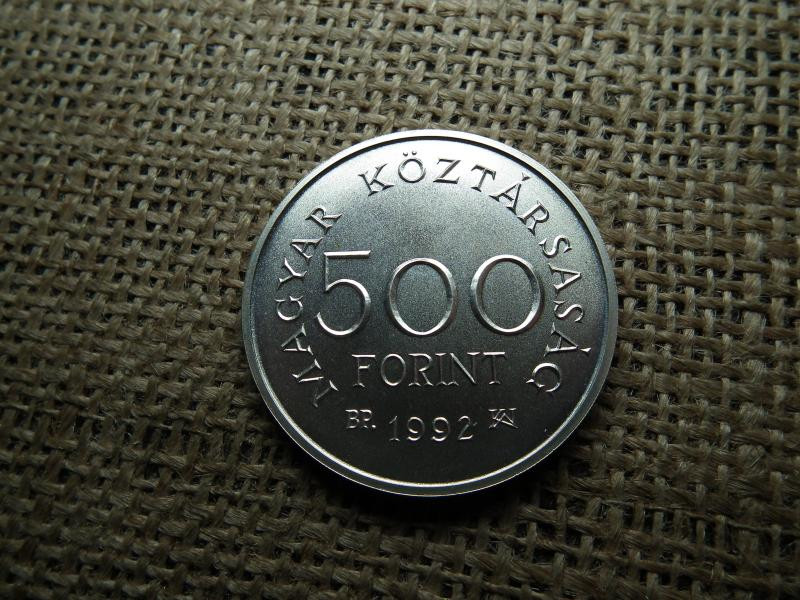 MAGYAR KÖZTÁRSASÁG
500
FORINT
BP. 1992